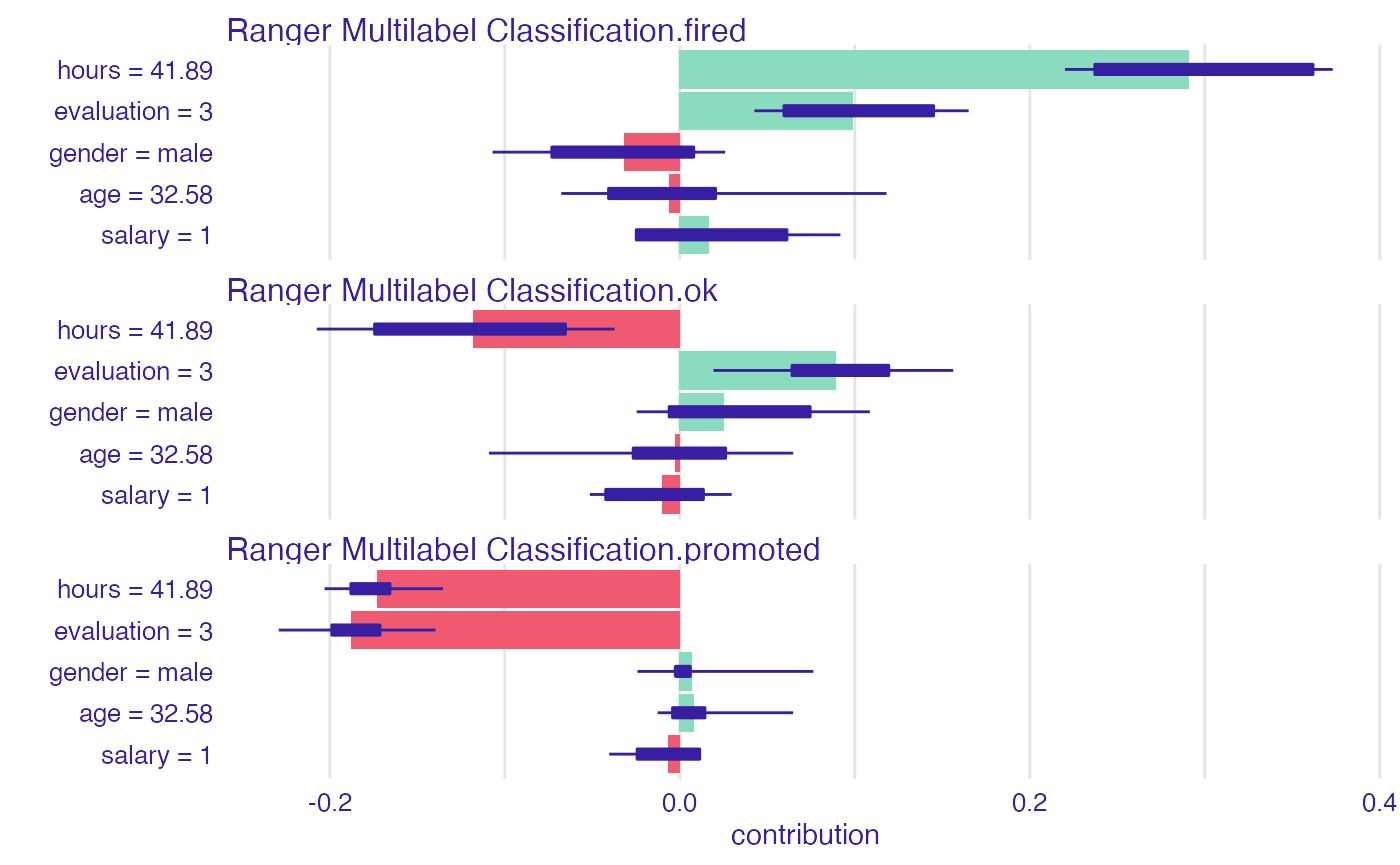 Ranger Multilabel Classification.fired
hours = 41.89
evaluation = 3
gender = male
age = 32.58
salary = 1
Ranger Multilabel Classification.ok
hours = 41.89
evaluation = 3
gender = male
age = 32.58
salary = 1
Ranger Multilabel Classification.promoted
hours = 41.89
evaluation = 3
gender = male
age = 32.58
salary = 1
-0.2 0.0 0.2 0.4
contribution